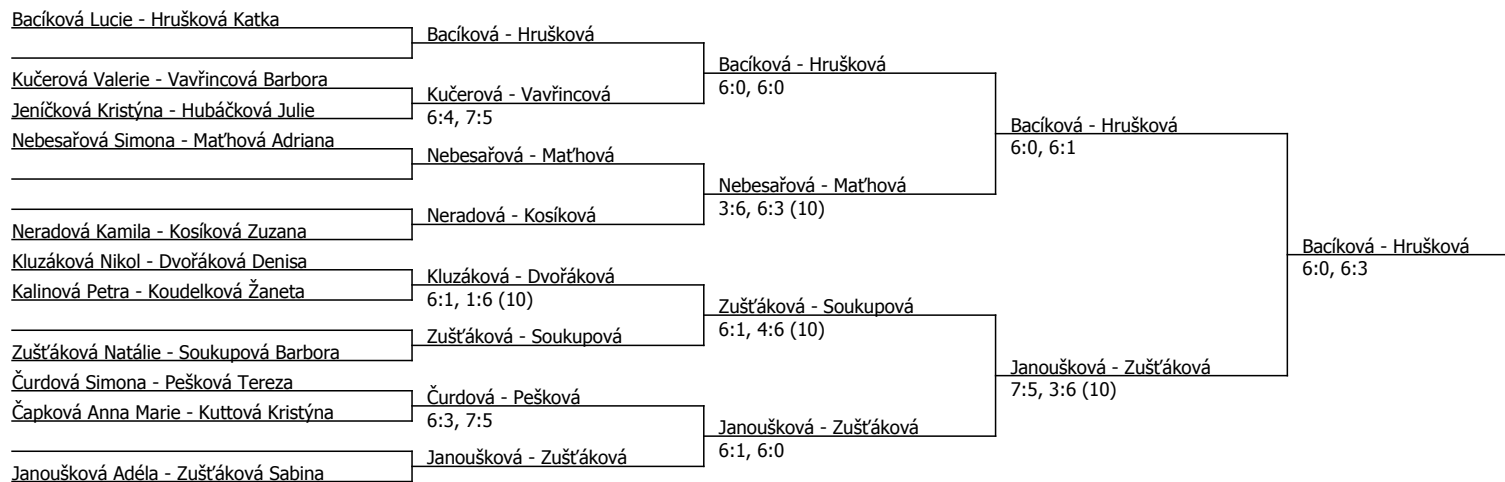 Bacíková Lucie - Hrušková Katka
Kučerová Valerie - Vavřincová Barbora
Jeníčková Kristýna - Hubáčková Julie
Nebesařová Simona - Maťhová Adriana
Neradová Kamila - Kosíková Zuzana
Kluzáková Nikol - Dvořáková Denisa
Kalinová Petra - Koudelková Žaneta
Zušťáková Natálie - Soukupová Barbora
Čurdová Simona - Pešková Tereza
Čapková Anna Marie - Kuttová Kristýna
Janoušková Adéla - Zušťáková Sabina
Bacíková - Hrušková
Kučerová - Vavřincová
6:4, 7:5
Nebesařová - Maťhová
Neradová - Kosíková
Kluzáková - Dvořáková
6:1, 1:6 (10)
Zušťáková - Soukupová
Čurdová - Pešková
6:3, 7:5
Janoušková - Zušťáková
Bacíková - Hrušková
6:0, 6:0
Nebesařová - Maťhová
3:6, 6:3 (10)
Zušťáková - Soukupová
6:1, 4:6 (10)
Janoušková - Zušťáková
6:1, 6:0
Bacíková - Hrušková
6:0, 6:1
Janoušková - Zušťáková
7:5, 3:6 (10)
Bacíková - Hrušková
6:0, 6:3